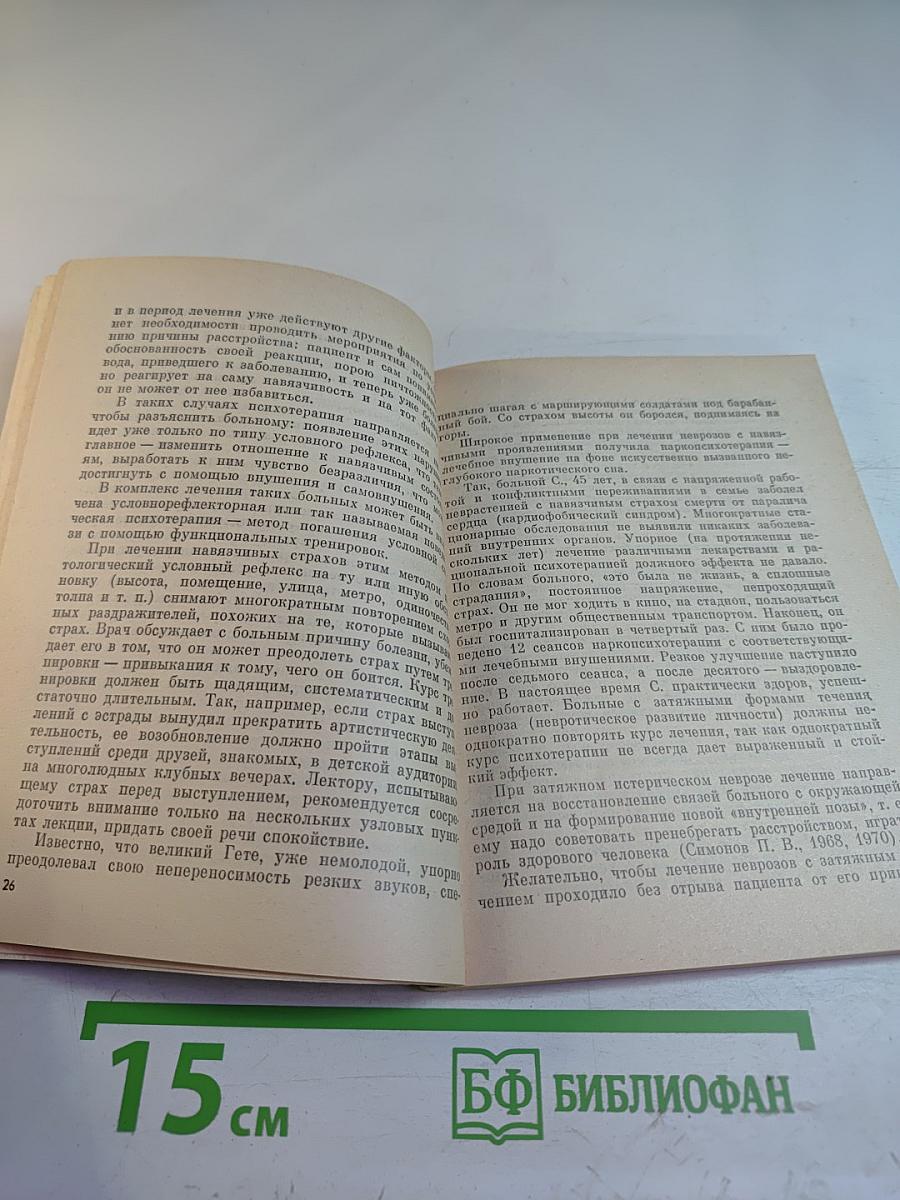 и в период лечения уже действуют другие фактор
нет необходимости проводить мероприятия по
нию причины расстройства: пациент и сам
обоснованность своей реакции, порою ничтожность
вода, приведшего к заболеванию, и теперь уже
но реагирует на саму навязчивость и на тот
он не может от нее избавиться.
В таких случаях психотерапия направляется
чтобы разъяснить больному: появление этих
идет уже только по типу условного рефлекса, что
главное — изменить отношение к навязчивым
ям, выработать к ним чувство безразличия, что
достигнуть с помощью внушения и самовнушения.
В комплекс лечения таких больных может быть
чена условнорефлекторная или так называемая
ческая психотерапия — метод погашения условной
зи с помощью функциональных тренировок.
При лечении навязчивых страхов этим методом
тологический условный рефлекс на ту или иную
новку (высота, помещение, улица, метро,
толпа и т. п.) снимают многократным повторением
ных раздражителей, похожих на те, которые
страх. Врач обсуждает с больным причину болезни,
дает его в том, что он может преодолеть страх путем
нировки — привыкания к тому, чего он боится. Курс
нировки должен быть щадящим, систематическим и
статочно длительным. Так, например, если страх
лений с эстрады вынудил прекратить артистическую
тельность, ее возобновление должно пройти этапы
ступлений среди друзей, знакомых, в детской аудитории
на многолюдных клубных вечерах. Лектору, испытываю
щему страх перед выступлением, рекомендуется сосре-
доточить внимание только на нескольких узловых пунк-
тах лекции, придать своей речи спокойствие.
Известно, что великий Гете, уже немолодой, упорно
преодолевал свою непереносимость резких звуков, спе-
26
циально шагая с марширующими солдатами под барабан-
ный бой. Со страхом высоты он боролся, поднимаясь на
горы.
Широкое применение при лечении неврозов с навяз-
чивыми проявлениями получила наркопсихотерапия —
лечебное внушение на фоне искусственно вызванного не-
глубокого наркотического сна.
Так, больной С., 45 лет, в связи с напряженной рабо-
той и конфликтными переживаниями в семье заболел
неврастенией с навязчивым страхом смерти от паралича
сердца (кардиофобический синдром). Многократные ста-
ционарные обследования не выявили никаких заболева-
ний внутренних органов. Упорное (на протяжении не-
скольких лет) лечение различными лекарствами и ра-
циональной психотерапией должного эффекта не давало.
По словам больного, «это была не жизнь, а сплошные
страдания», постоянное напряжение, непроходящий
страх. Он не мог ходить в кино, на стадион, пользоваться
метро и другим общественным транспортом. Наконец, он
был госпитализирован в четвертый раз. С ним было про-
ведено 12 сеансов наркопсихотерапии с соответствующи-
ми лечебными внушениями. Резкое улучшение наступило
после седьмого сеанса, а после десятого — выздоровле-
ние. В настоящее время С. практически здоров, успеш-
но работает. Больные с затяжными формами течения
невроза (невротическое развитие личности) должны не-
однократно повторять курс лечения, так как однократный
курс психотерапии не всегда дает выраженный и стой-
кий эффект.
При затяжном истерическом неврозе лечение направ-
ляется на восстановление связей больного с окружающей
средой и на формирование новой «внутренней позы», т. е
ему надо советовать пренебрегать расстройством, играт
роль здорового человека (Симонов П. В., 1968, 1970).
Желательно, чтобы лечение неврозов с затяжным
чением проходило без отрыва пациента от его прив
15 см
БФ БИБЛИОФАН